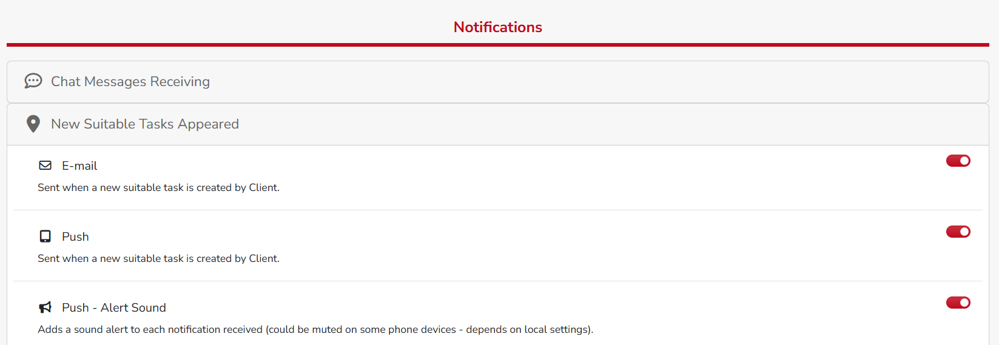 Notifications
Chat Messages Receiving
New Suitable Tasks Appeared
E-mail
Sent when a new suitable task is created by Client.
Push
Sent when a new suitable task is created by Client.
Push - Alert Sound
Adds a sound alert to each notification received (could be muted on some phone devices - depends on local settings).